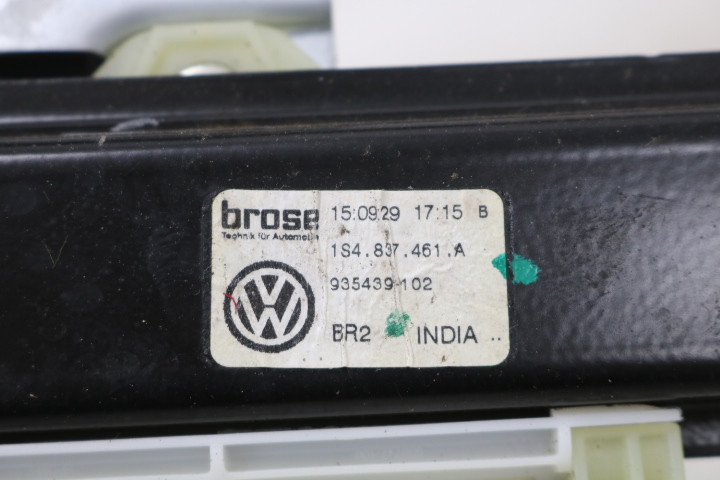 brose 15:09:29 17:15 B
Technik für Automobile
1S4.837.461.A
935439-102
BR2 INDIA ..